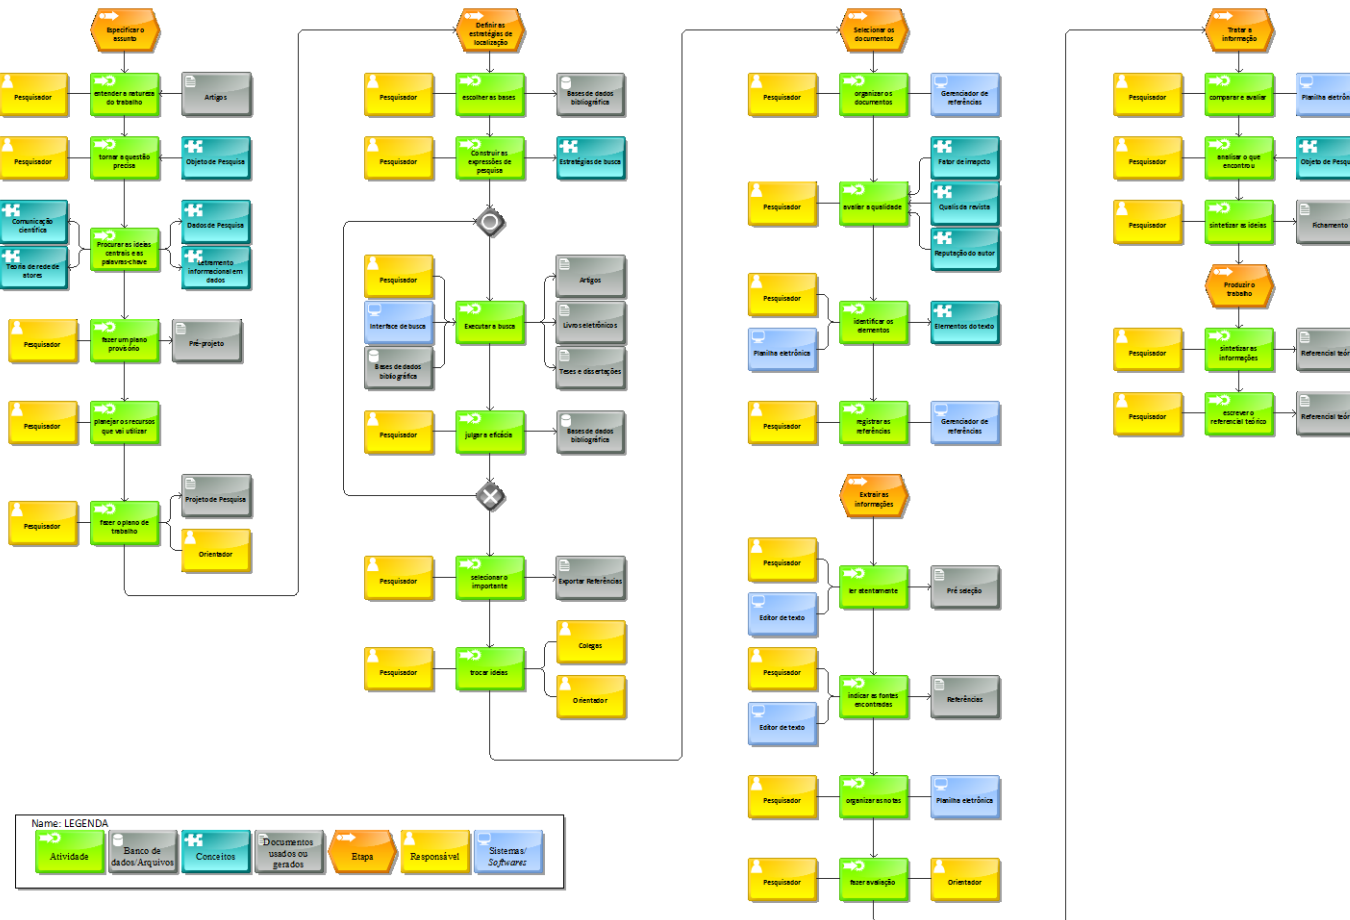 Especificar o
assunto
Pesquisador
entender a natureza
do trabalho
Artigos
Pesquisador
tornar a questão
precisa
Objeto de Pesquisa
Comunicação
científica
Dados de Pesquisa
Procurar as ideias
centrais e as
palavras-chave
Teoria de rede de
atores
Letramento
informacional em
dados
Pesquisador
fazer um plano
provisório
Pré-projeto
Pesquisador
planejar os recursos
que vai utilizar
Projeto de Pesquisa
Pesquisador
fazer o plano de
trabalho
Orientador
Definir as
estratégias de
localização
Pesquisador
escolher as bases
Bases de dados
bibliográfica
Pesquisador
Construir as
expressões de
pesquisa
Estratégias de busca
Pesquisador
Artigos
Interface de busca
Executar a busca
Livros eletrônicos
Bases de dados
bibliográfica
Teses e dissertações
Pesquisador
julgar a eficácia
Bases de dados
bibliográfica
Pesquisador
selecionar o
importante
Exportar Referências
Colegas
Pesquisador
trocar ideias
Orientador
Selecionar os
documentos
Pesquisador
organizar os
documentos
Gerenciador de
referências
Fator de imapcto
Pesquisador
avaliar a qualidade
Qualis da revista
Reputação do autor
Pesquisador
identificar os
elementos
Elementos do texto
Planilha eletrônica
Pesquisador
registrar as
referências
Gerenciador de
referências
Extrair as
informações
Pesquisador
ler atentamente
Pré seleção
Editor de texto
Pesquisador
indicar as fontes
encontradas
Referências
Editor de texto
Pesquisador
organizar as notas
Planilha eletrônica
Pesquisador
fazer avaliação
Orientador
Tratar a
informação
Pesquisador
comparar e avaliar
Planilha eletrôn
Pesquisador
analisar o que
encontrou
Objeto de Pesqu
Pesquisador
sintetizar as ideias
Fichamento
Produzir o
trabalho
Pesquisador
sintetizar as
informações
Referencial teór
Pesquisador
escrever o
referencial teórico
Referencial teór
Name: LEGENDA
Atividade
Banco de
dados/Arquivos
Conceitos
Documentos
usados ou
gerados
Etapa
Responsável
Sistemas/
Softwares